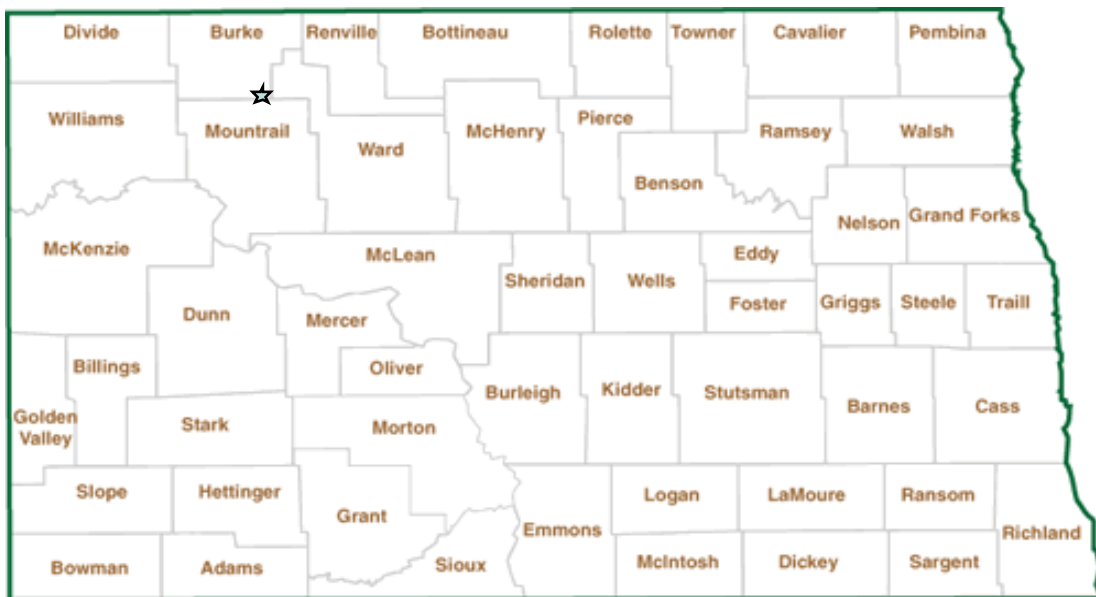 Divide
Burke
Renville
Bottineau
Rolette
Towner
Cavalier
Pembina
Williams
Mountrail
Ward
McHenry
Pierce
Ramsey
Walsh
Benson
Nelson
Grand Forks
McKenzie
McLean
Sheridan
Wells
Eddy
Foster
Griggs
Steele
Traill
Dunn
Mercer
Billings
Oliver
Burleigh
Kidder
Stutsman
Barnes
Cass
Golden
Valley
Stark
Morton
Slope
Hettinger
Grant
Emmons
Logan
LaMoure
Ransom
Richland
Bowman
Adams
Sioux
McIntosh
Dickey
Sargent